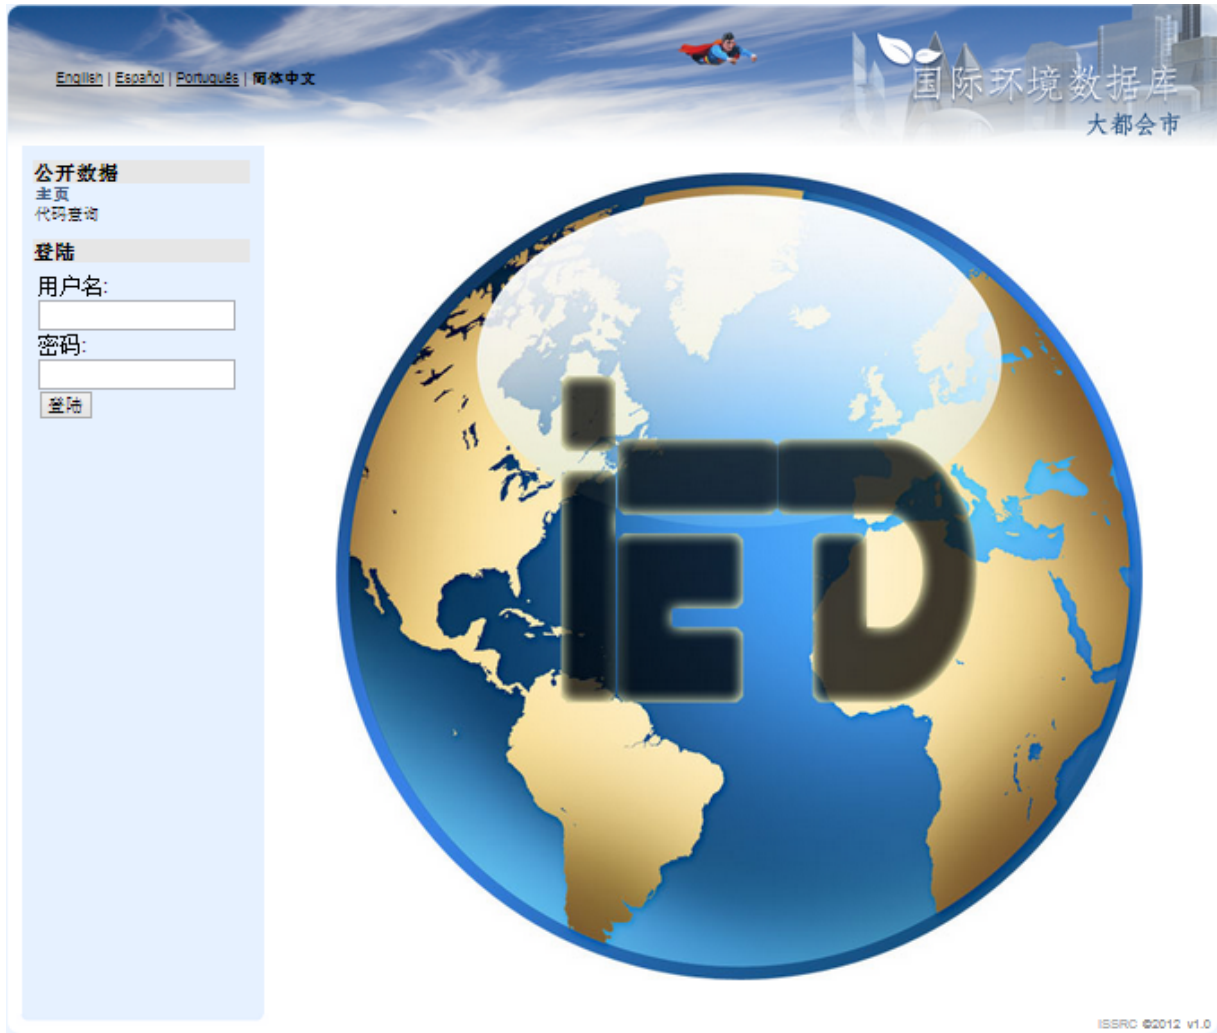 English | Español | Português | 简体中文
国际环境数据库
大都会市
公开数据
主页
代码查询
登陆
用户名:
密码:
登陆
iED
ISSRC ©2012 v1.0